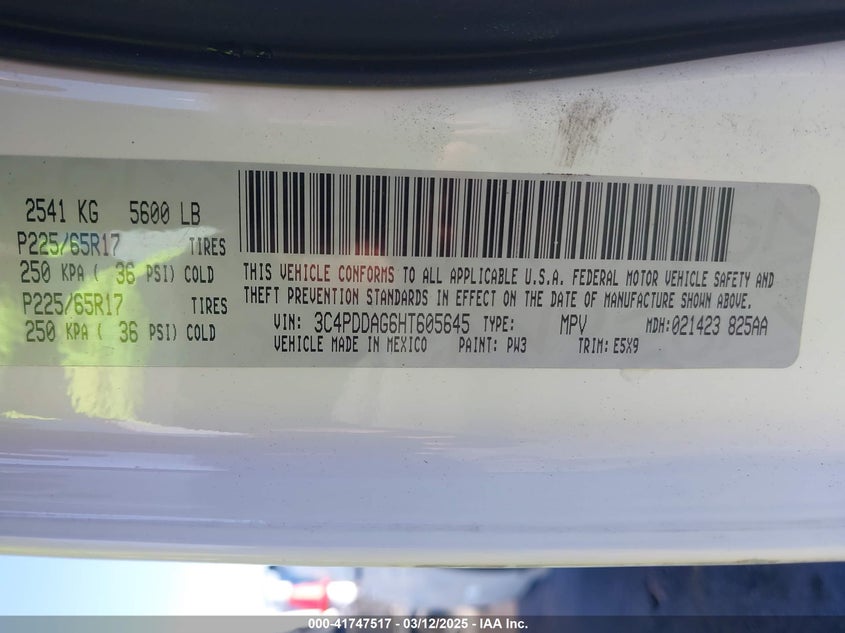 2541 KG 5600 LB
P225/65R17 TIRES
250 KPA ( 36 PSI) COLD
P225/65R17 TIRES
250 KPA ( 36 PSI) COLD
THIS VEHICLE CONFORMS TO ALL APPLICABLE U.S.A. FEDERAL MOTOR VEHICLE SAFETY AND
THEFT PREVENTION STANDARDS IN EFFECT ON THE DATE OF MANUFACTURE SHOWN ABOVE.
VIN: 3C4PDDAG6HT605645 TYPE: MPV MDH:021423 825AA
VEHICLE MADE IN MEXICO PAINT: PW3 TRIM: E5X9
000-41747517 - 03/12/2025 - IAA Inc.